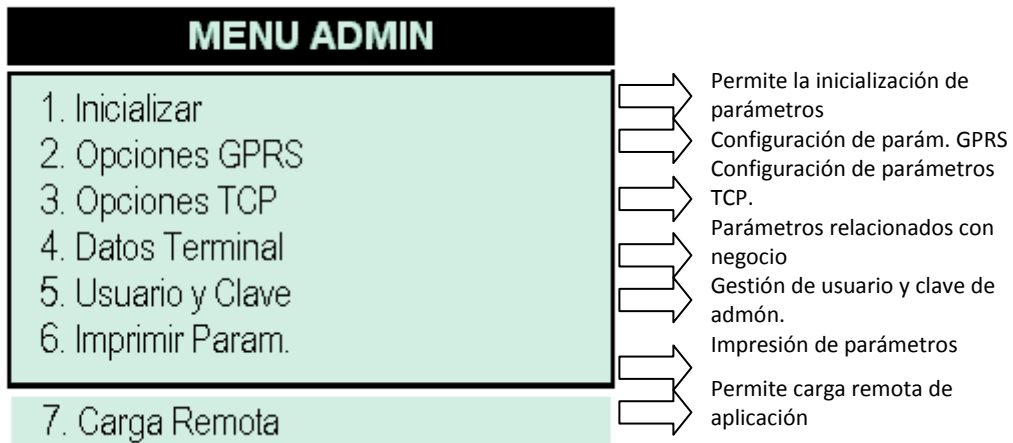 MENU ADMIN
1. Inicializar
2. Opciones GPRS
3. Opciones TCP
4. Datos Terminal
5. Usuario y Clave
6. Imprimir Param.
7. Carga Remota
Permite la inicialización de
parámetros
Configuración de parám. GPRS
Configuración de parámetros
TCP.
Parámetros relacionados con
negocio
Gestión de usuario y clave de
admón.
Impresión de parámetros
Permite carga remota de
aplicación